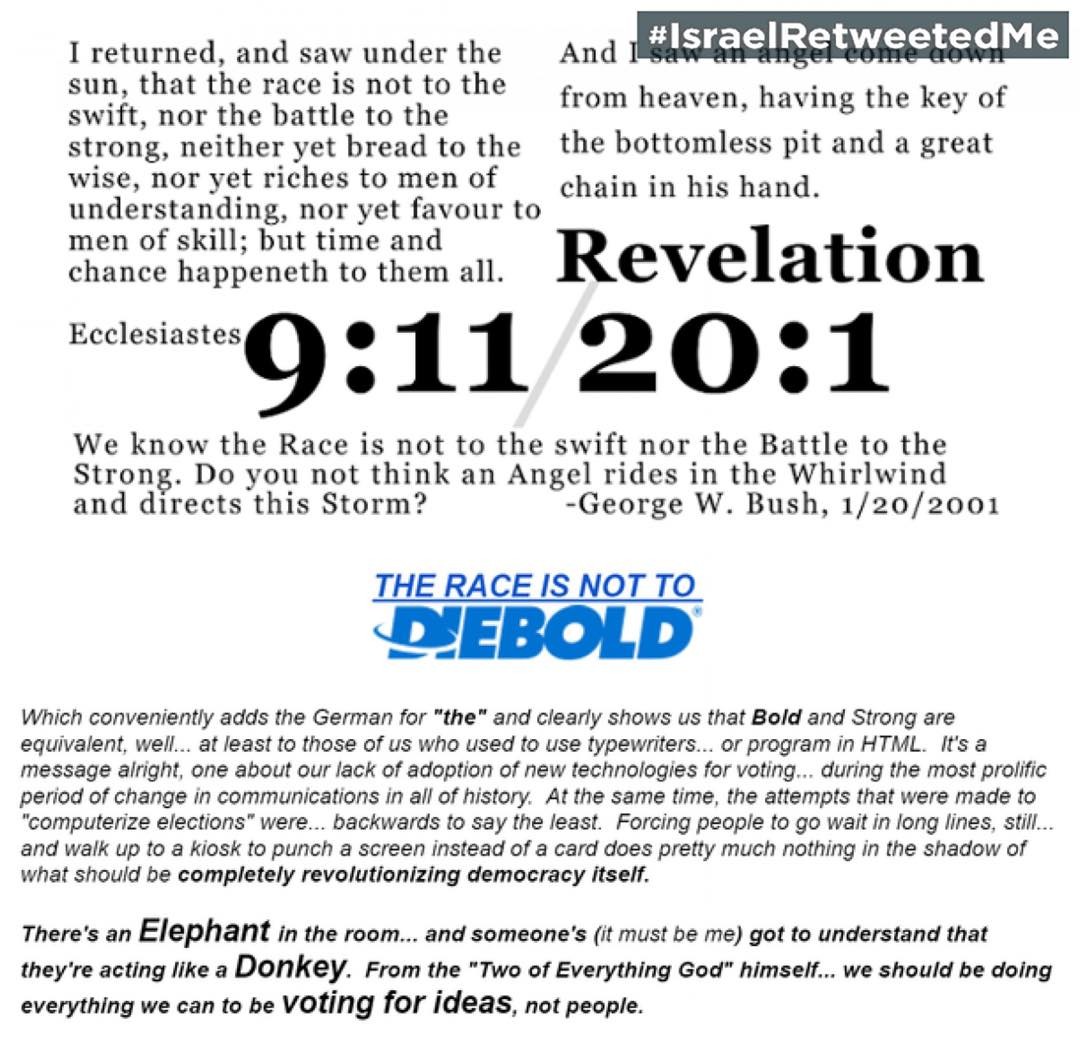 #IsraelRetweetedMe
I returned, and saw under the
sun, that the race is not to the
swift, nor the battle to the
strong, neither yet bread to the
wise, nor yet riches to men of
understanding, nor yet favour to
men of skill; but time and
chance happeneth to them all.
Ecclesiastes
And I saw an angel come down
from heaven, having the key of
the bottomless pit and a great
chain in his hand.
Revelation
9:11/20:1
We know the Race is not to the swift nor the Battle to the
Strong. Do you not think an Angel rides in the Whirlwind
and directs this Storm? -George W. Bush, 1/20/2001
THE RACE IS NOT TO
DIEBOLD®
Which conveniently adds the German for "the" and clearly shows us that Bold and Strong are
equivalent, well... at least to those of us who used to use typewriters... or program in HTML. It's a
message alright, one about our lack of adoption of new technologies for voting... during the most prolific
period of change in communications in all of history. At the same time, the attempts that were made to
"computerize elections" were... backwards to say the least. Forcing people to go wait in long lines, still...
and walk up to a kiosk to punch a screen instead of a card does pretty much nothing in the shadow of
what should be completely revolutionizing democracy itself.
There's an Elephant in the room... and someone's (it must be me) got to understand that
they're acting like a Donkey. From the "Two of Everything God" himself... we should be doing
everything we can to be voting for ideas, not people.